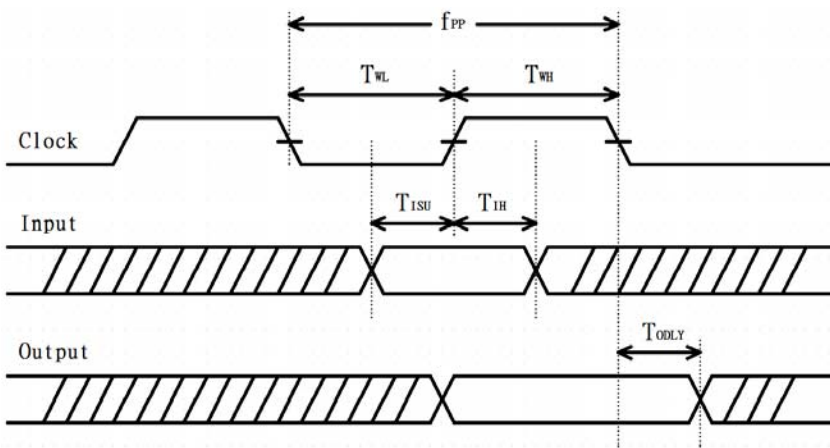 fPP
TWL TWH
Clock
TISU TIH
Input
TODLY
Output